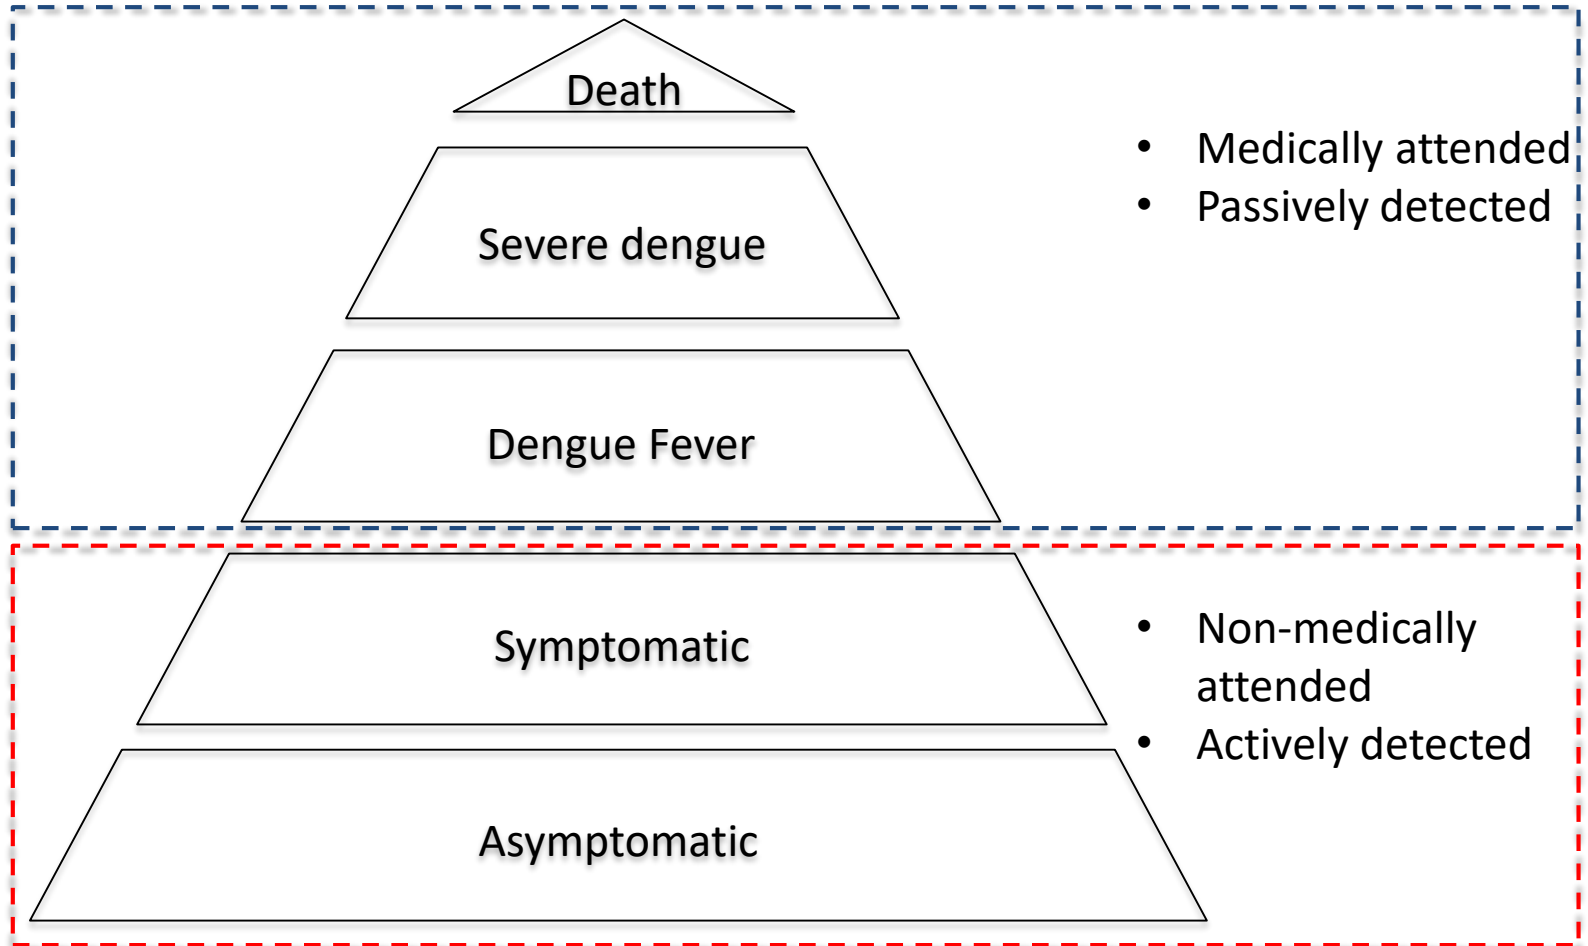 Death
• Medically attended
• Passively detected
Severe dengue
Dengue Fever
Symptomatic
• Non-medically
attended
• Actively detected
Asymptomatic